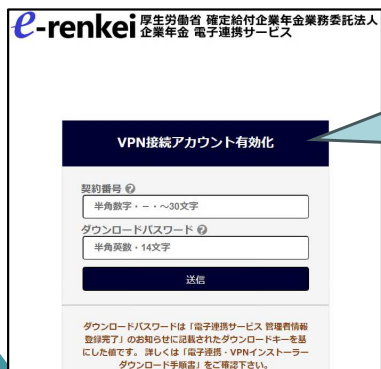 e-renkei 厚生労働省 確定給付企業年金業務委託法人
企業年金 電子連携サービス
VPN接続アカウント有効化
契約番号 ?
半角数字・－・～30文字
ダウンロードパスワード ?
半角英数・14文字
送信
ダウンロードパスワードは「電子連携サービス 管理者情報
登録完了」のお知らせに記載されたダウンロードキーを基
にした値です。 詳しくは「電子連携・VPNインストーラー
ダウンロード手順書」をご確認下さい。